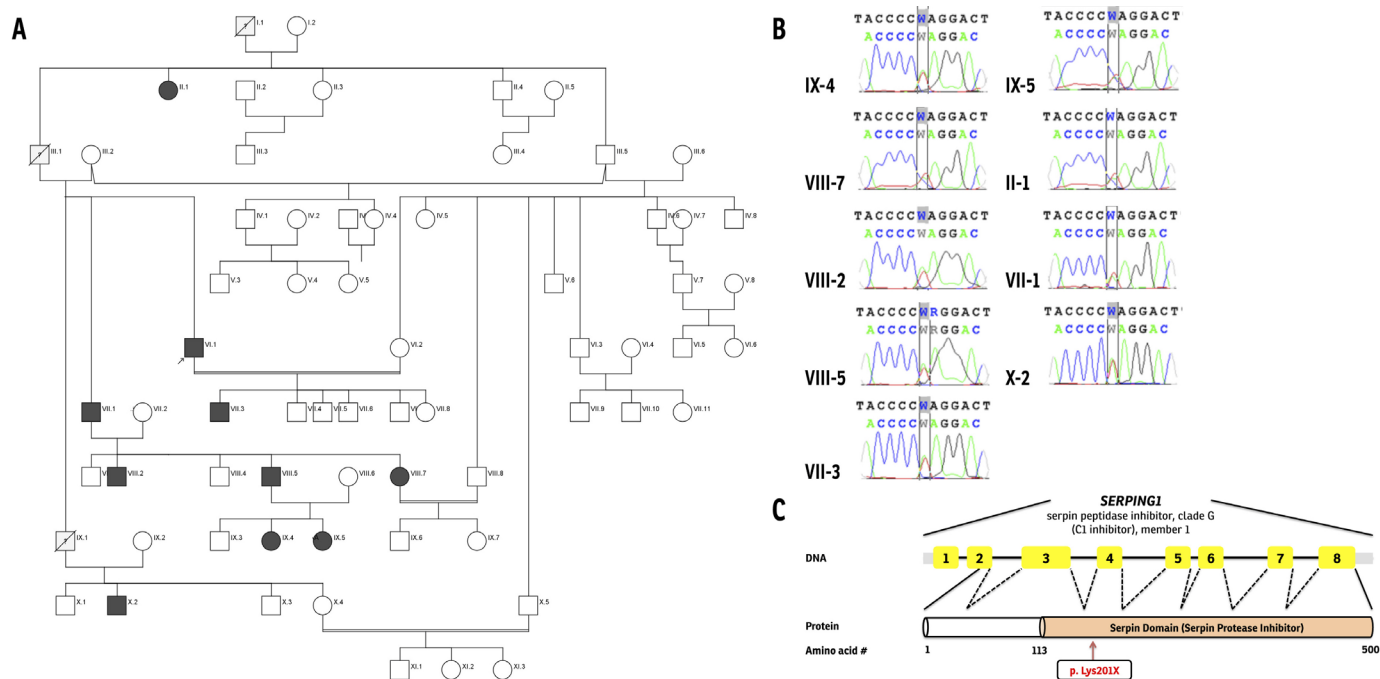 A
I.1
I.2
II.1
II.2
II.3
II.4
II.5
III.1
III.2
III.3
III.4
III.5
III.6
IV.1
IV.2
IV.4
IV.5
IV.6
IV.7
IV.8
V.3
V.4
V.5
V.6
V.7
V.8
VI.1
VI.2
VI.3
VI.4
VI.5
VI.6
VII.1
VII.2
VII.3
VII.4
VII.5
VII.6
VII.8
VII.9
VII.10
VII.11
VIII.2
VIII.4
VIII.5
VIII.6
VIII.7
VIII.8
IX.1
IX.2
IX.3
IX.4
IX.5
IX.6
IX.7
X.1
X.2
X.3
X.4
X.5
XI.1
XI.2
XI.3
B
TACCCCWAGGACT
ACCCCWAGGAC
IX-4
TACCCCWAGGACT
ACCCCWAGGAC
IX-5
TACCCCWAGGACT
ACCCCWAGGAC
VIII-7
TACCCCWAGGACT
ACCCCWAGGAC
II-1
TACCCCWAGGACT
ACCCCWAGGAC
VIII-2
TACCCCWAGGACT
ACCCCWAGGAC
VII-1
TACCCCWRGGACT
ACCCCWRGGAC
VIII-5
TACCCCWAGGACT
ACCCCWAGGAC
X-2
TACCCCWAGGACT
ACCCCWAGGAC
VII-3
C
SERPING1
serpin peptidase inhibitor, clade G
(C1 inhibitor), member 1
DNA
1 2 3 4 5 6 7 8
Protein
Serpin Domain (Serpin Protease Inhibitor)
Amino acid #
1 113 500
p. Lys201X